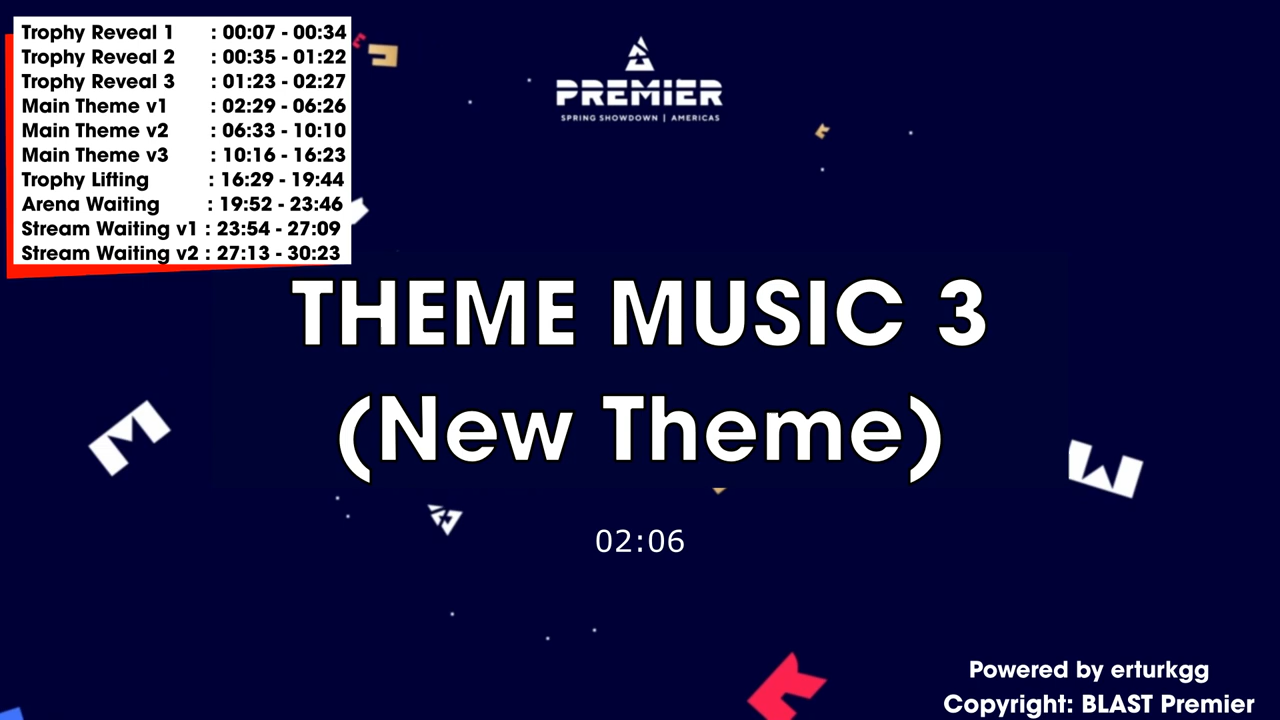 Trophy Reveal 1 : 00:07 - 00:34
Trophy Reveal 2 : 00:35 - 01:22
Trophy Reveal 3 : 01:23 - 02:27
Main Theme v1 : 02:29 - 06:26
Main Theme v2 : 06:33 - 10:10
Main Theme v3 : 10:16 - 16:23
Trophy Lifting : 16:29 - 19:44
Arena Waiting : 19:52 - 23:46
Stream Waiting v1 : 23:54 - 27:09
Stream Waiting v2 : 27:13 - 30:23
PREMIER
SPRING SHOWDOWN | AMERICAS
THEME MUSIC 3
(New Theme)
02:06
Powered by erturkgg
Copyright: BLAST Premier